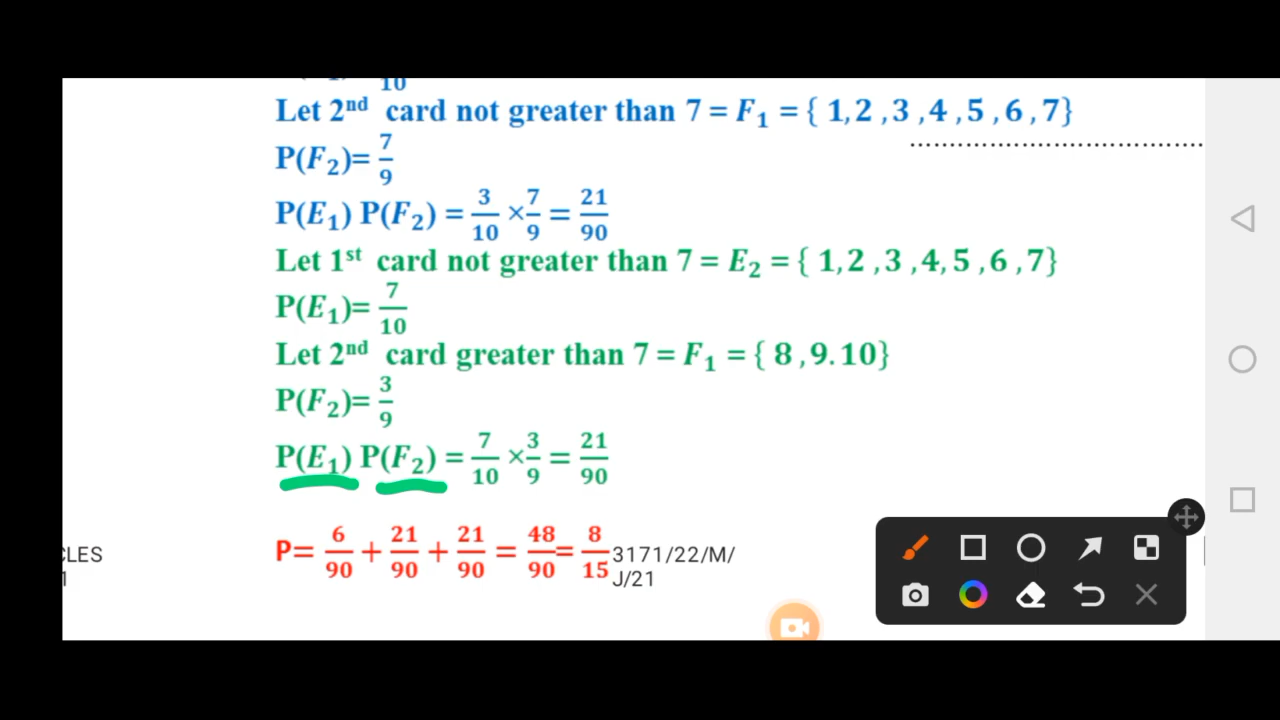 10
Let 2nd card not greater than 7 = F1 = { 1,2 ,3 ,4 ,5 ,6 ,7}
P(F2)= 7/9
P(E1) P(F2) = 3/10 × 7/9 = 21/90
Let 1st card not greater than 7 = E2 = { 1,2 ,3 ,4,5 ,6 ,7}
P(E1)= 7/10
Let 2nd card greater than 7 = F1 = { 8 ,9.10}
P(F2)= 3/9
P(E1) P(F2) = 7/10 × 3/9 = 21/90
P= 6/90 + 21/90 + 21/90 = 48/90 = 8/15
CLES
1
3171/22/M/
J/21